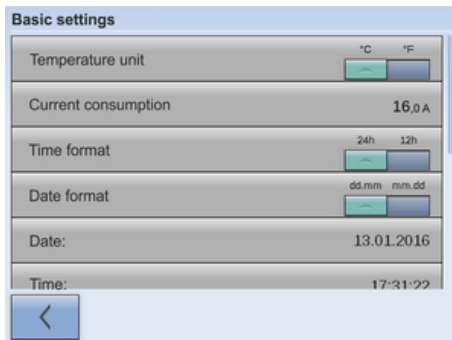 Basic settings
Temperature unit °C °F
Current consumption 16,0 A
Time format 24h 12h
Date format dd.mm mm.dd
Date: 13.01.2016
Time: 17:31:22